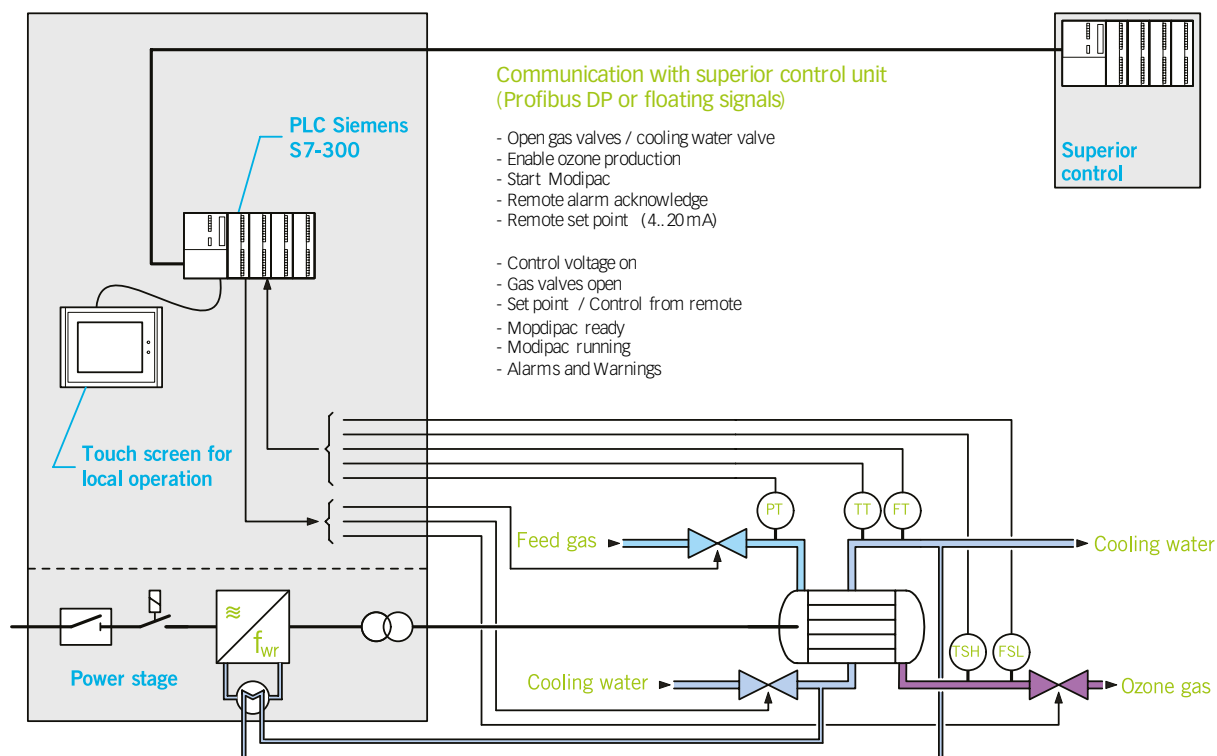 Communication with superior control unit
(Profibus DP or floating signals)
- Open gas valves / cooling water valve
- Enable ozone production
- Start Modipac
- Remote alarm acknowledge
- Remote set point (4..20 mA)
- Control voltage on
- Gas valves open
- Set point / Control from remote
- Mopdipac ready
- Modipac running
- Alarms and Warnings
PLC Siemens
S7-300
Superior
control
Touch screen for
local operation
PT
TT
FT
Feed gas
Cooling water
≋
f wr
TSH
FSL
Power stage
Cooling water
Ozone gas